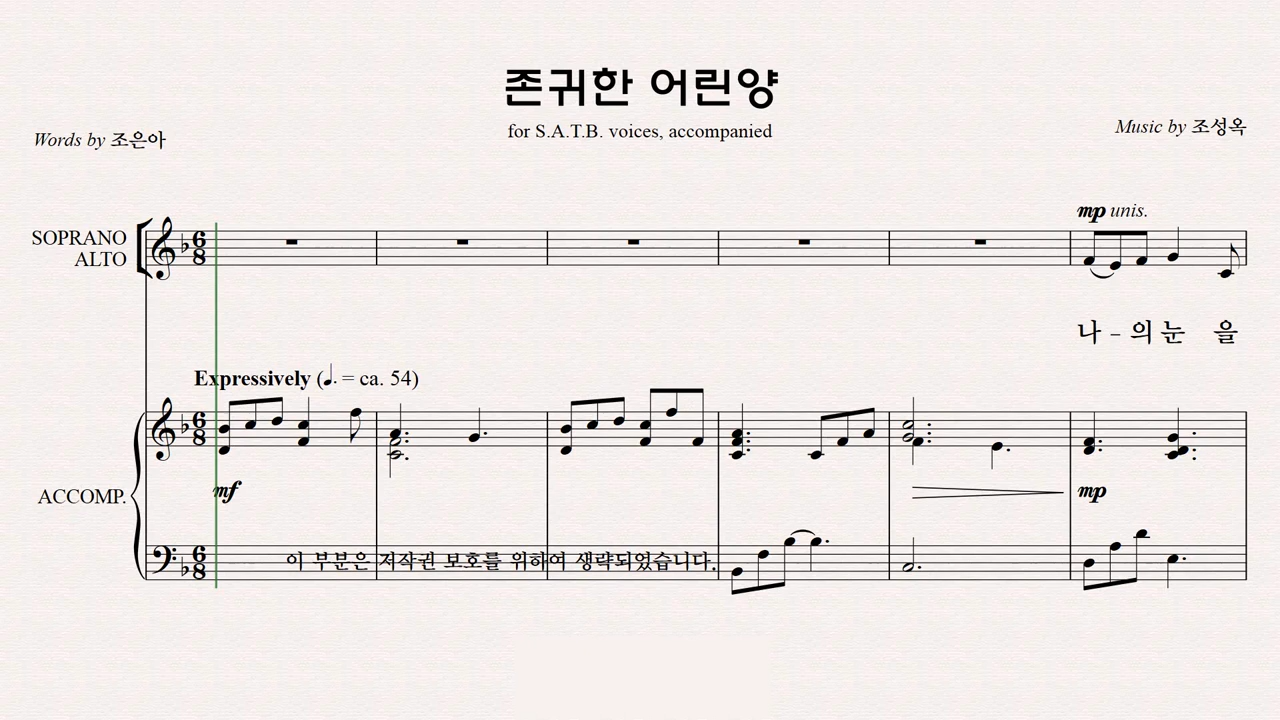 존귀한 어린양
for S.A.T.B. voices, accompanied
Words by 조은아
Music by 조성옥
mp unis.
SOPRANO
ALTO
나 - 의 눈 을
Expressively (♩. = ca. 54)
mf
mp
ACCOMP.
이 부분은 저작권 보호를 위하여 생략되었습니다.